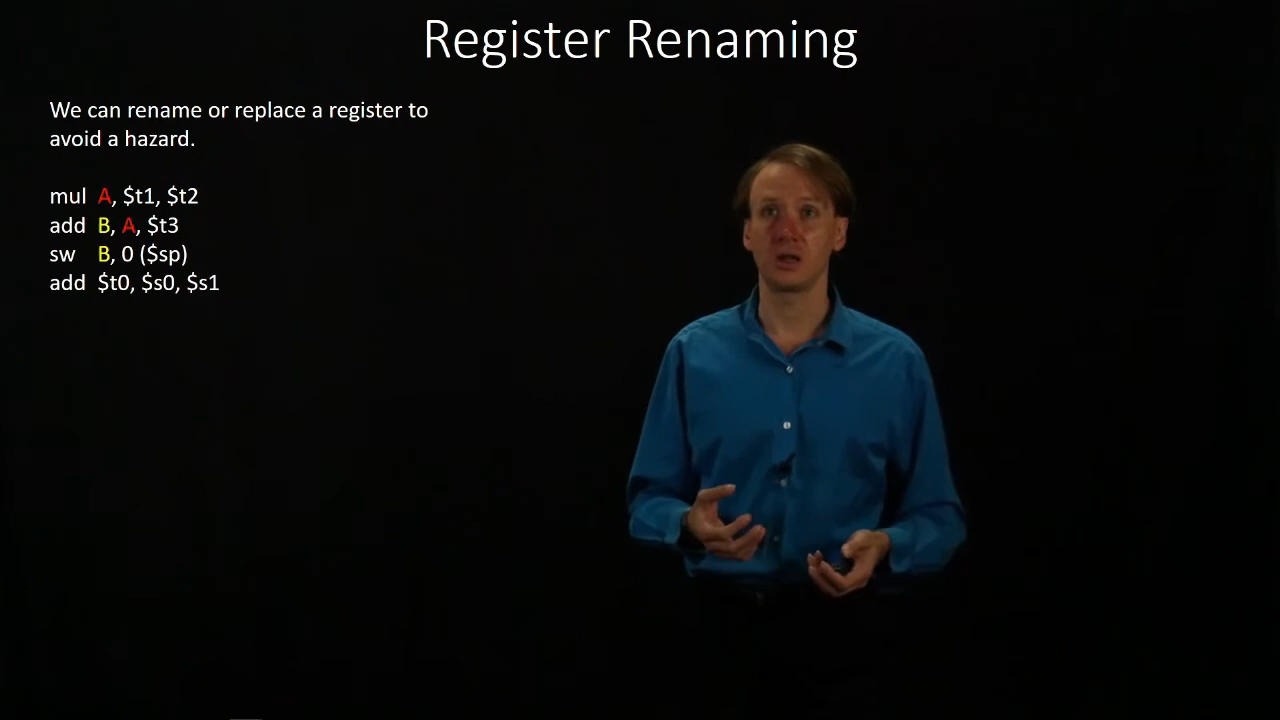 Register Renaming
We can rename or replace a register to
avoid a hazard.
mul A, $t1, $t2
add B, A, $t3
sw B, 0 ($sp)
add $t0, $s0, $s1